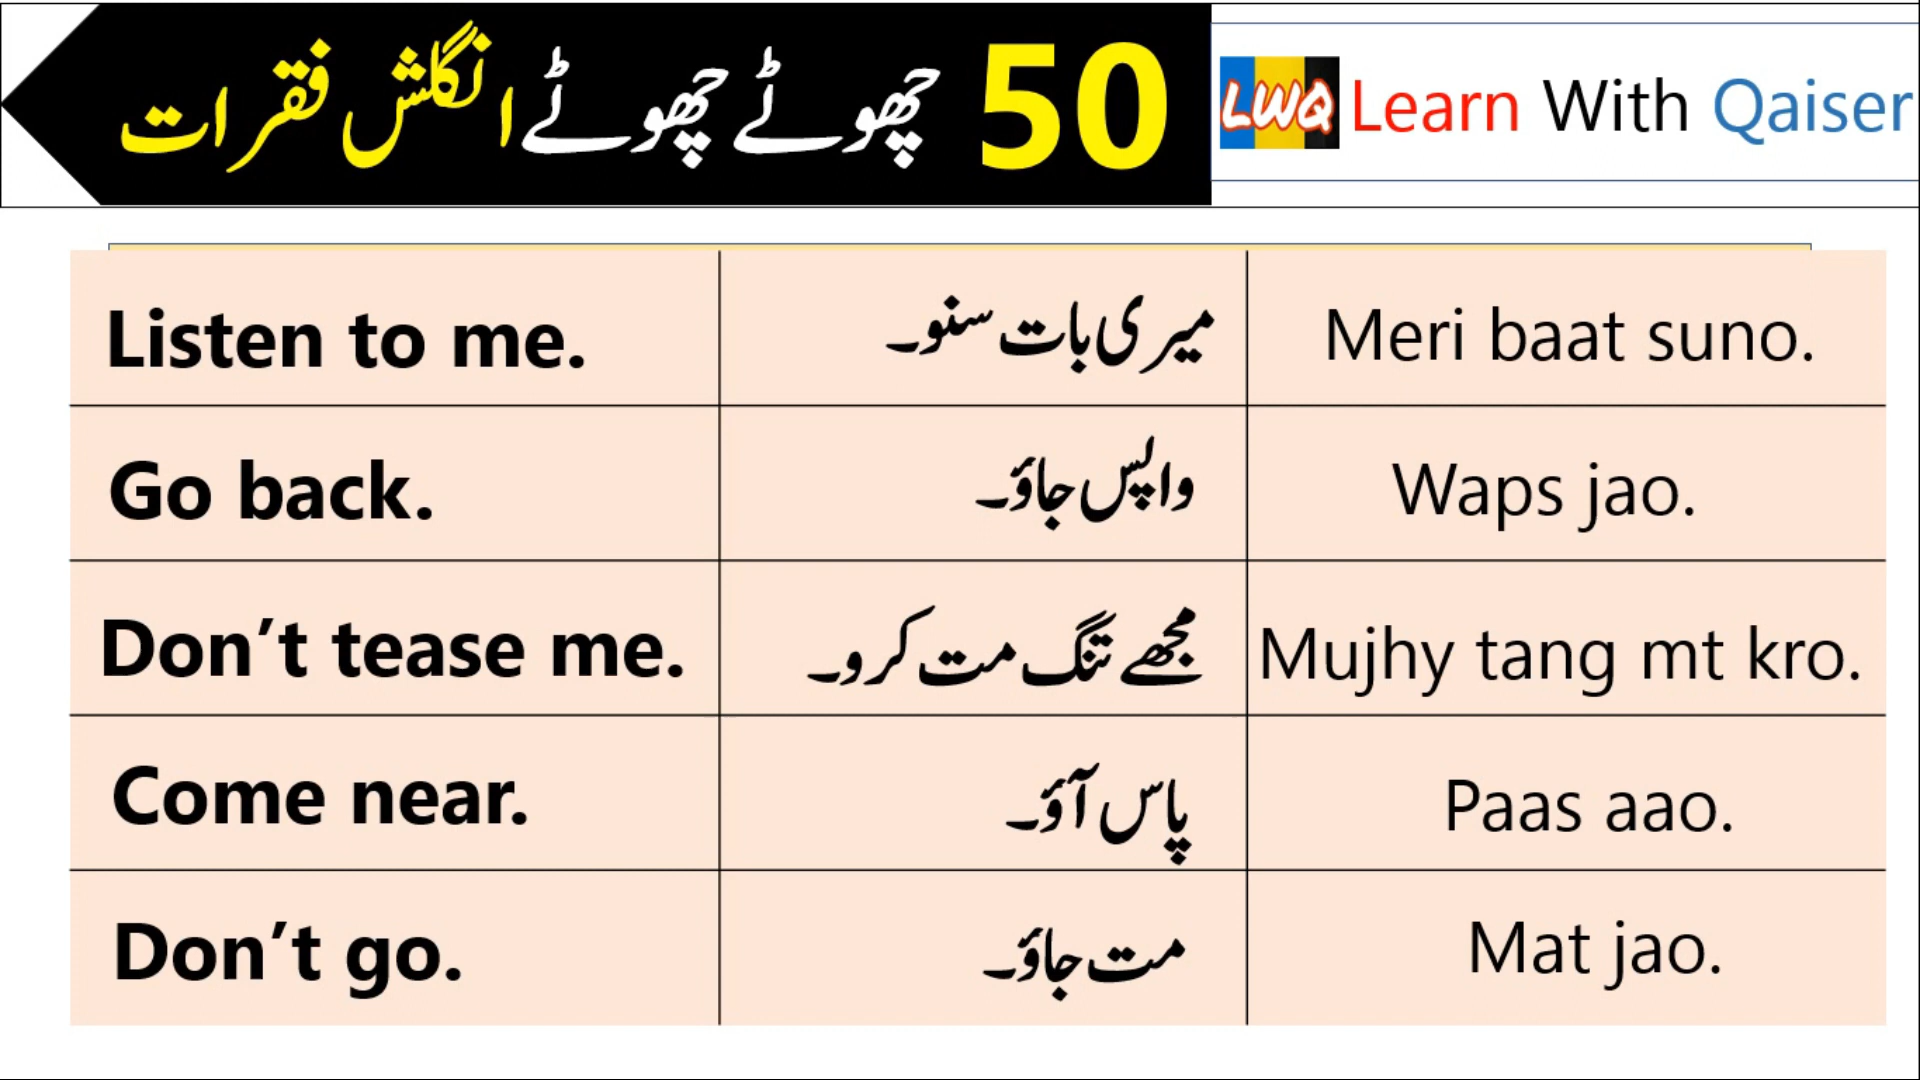 50 چھوٹے چھوٹے انگلش فقرات
LWQ Learn With Qaiser
Listen to me. میری بات سنو۔ Meri baat suno.
Go back. واپس جاؤ۔ Waps jao.
Don’t tease me. مجھے تنگ مت کرو۔ Mujhy tang mt kro.
Come near. پاس آؤ۔ Paas aao.
Don’t go. مت جاؤ۔ Mat jao.